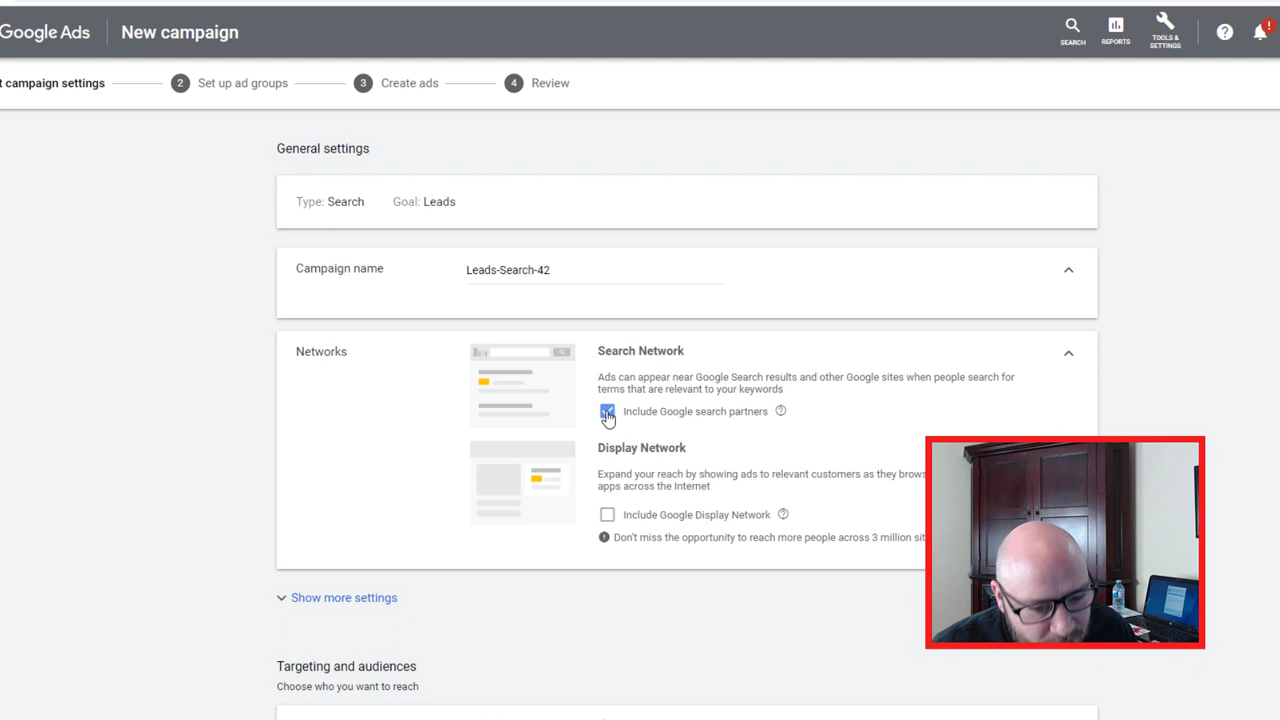 Google Ads New campaign
SEARCH REPORTS TOOLS & SETTINGS ? !
t campaign settings 2 Set up ad groups 3 Create ads 4 Review
General settings
Type: Search Goal: Leads
Campaign name Leads-Search-42
Networks Search Network
Ads can appear near Google Search results and other Google sites when people search for
terms that are relevant to your keywords
Include Google search partners ?
Display Network
Expand your reach by showing ads to relevant customers as they brows
apps across the Internet
Include Google Display Network ?
Don't miss the opportunity to reach more people across 3 million sit
Show more settings
Targeting and audiences
Choose who you want to reach